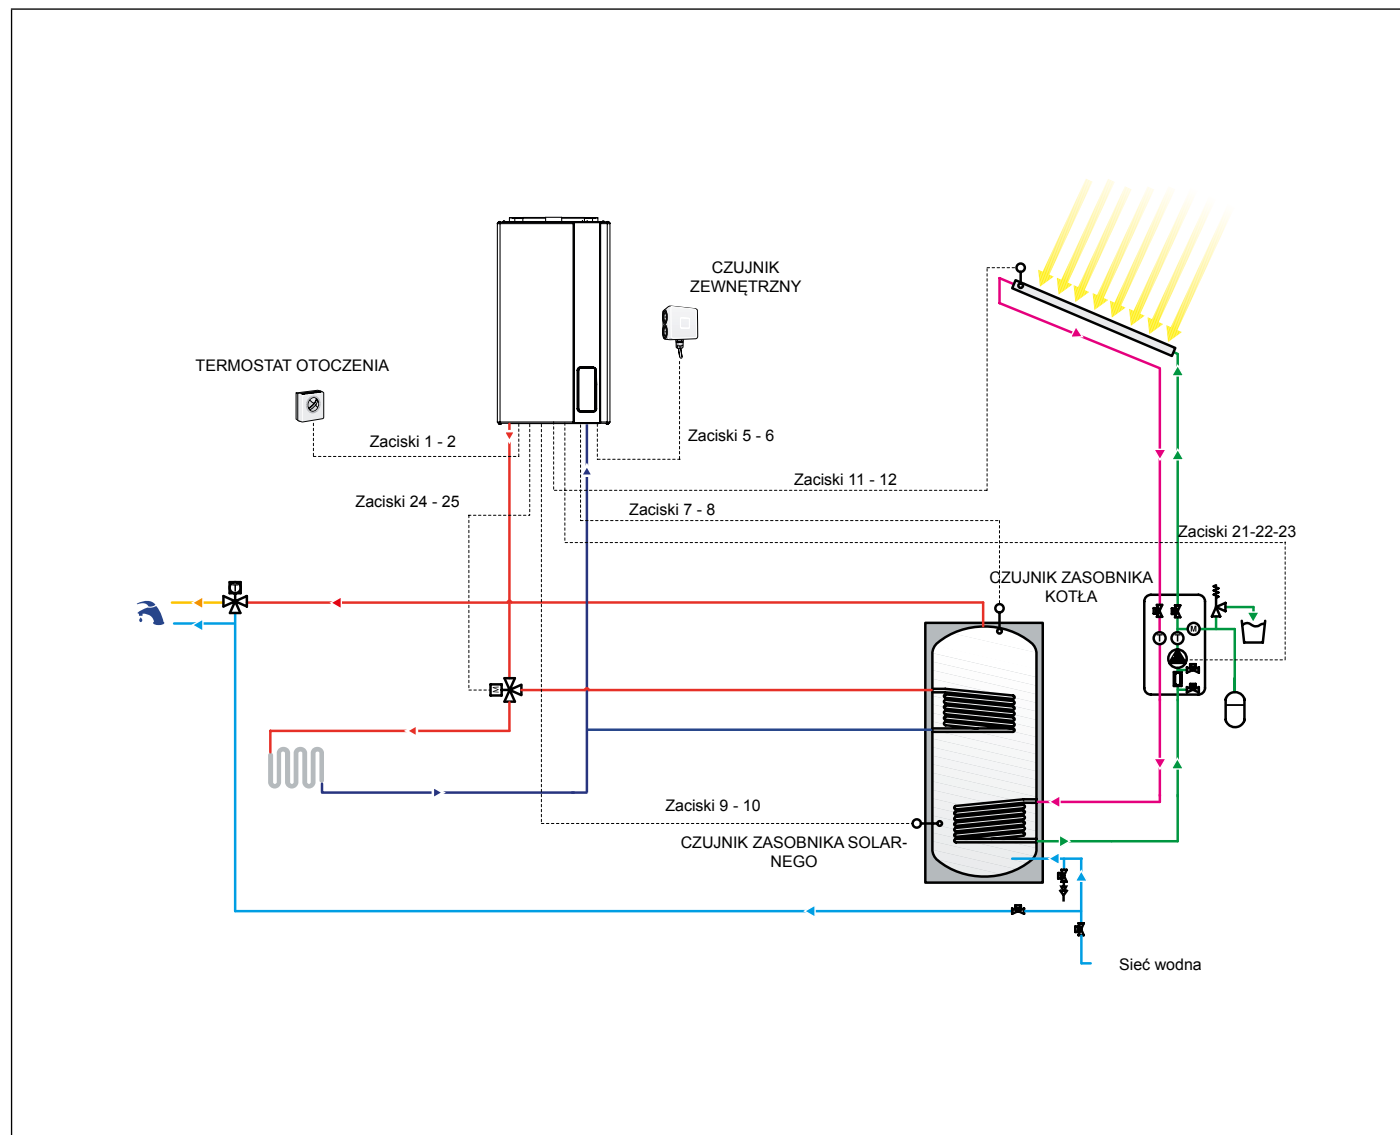 CZUJNIK
ZEWNĘTRZNY
TERMOSTAT OTOCZENIA
Zaciski 1 - 2
Zaciski 5 - 6
Zaciski 11 - 12
Zaciski 24 - 25
Zaciski 7 - 8
Zaciski 21-22-23
CZUJNIK ZASOBNIKA
KOTŁA
M
T
T
M
Zaciski 9 - 10
CZUJNIK ZASOBNIKA SOLAR-
NEGO
Sieć wodna